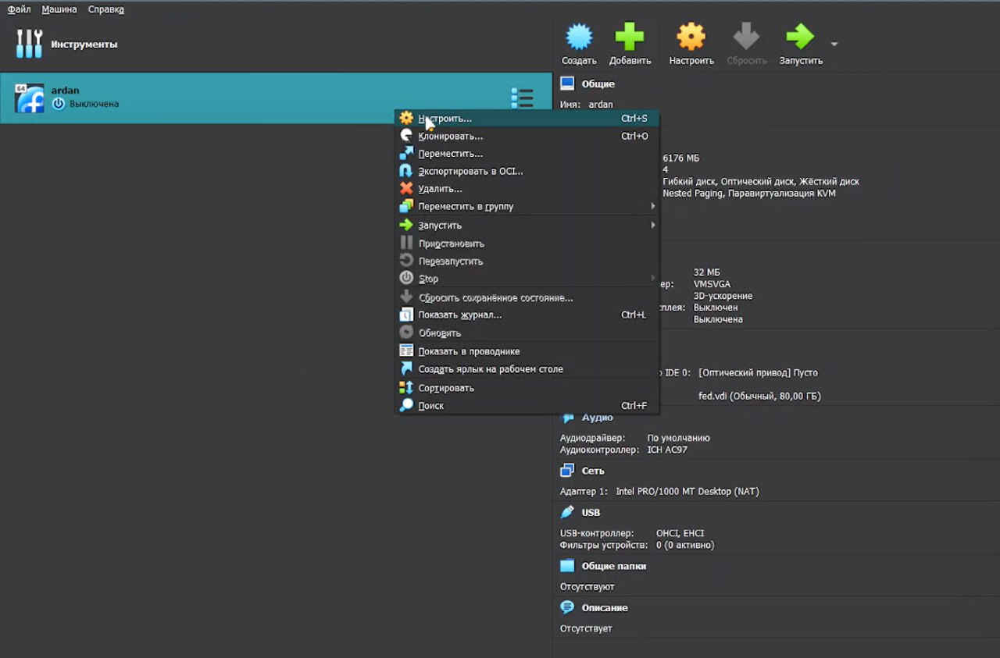 Файл Машина Справка
Инструменты
Создать Добавить Настроить Сбросить Запустить
64
ardan
Выключена
Общие
Имя: ardan
Настроить... Ctrl+S
Клонировать... Ctrl+O
Переместить...
Экспортировать в OCI...
Удалить...
Переместить в группу
Запустить
Приостановить
Перезапустить
Stop
Сбросить сохранённое состояние...
Показать журнал... Ctrl+L
Обновить
Показать в проводнике
Создать ярлык на рабочем столе
Сортировать
Поиск Ctrl+F
6176 МБ
4
Гибкий диск, Оптический диск, Жёсткий диск
Nested Paging, Паравиртуализация KVM
32 МБ
ер: VMSVGA
3D-ускорение
сплея: Выключен
Выключена
IDE 0: [Оптический привод] Пусто
fed.vdi (Обычный, 80,00 ГБ)
Аудио
Аудиодрайвер: По умолчанию
Аудиоконтроллер: ICH AC97
Сеть
Адаптер 1: Intel PRO/1000 MT Desktop (NAT)
USB
USB-контроллер: OHCI, EHCI
Фильтры устройств: 0 (0 активно)
Общие папки
Отсутствуют
Описание
Отсутствует